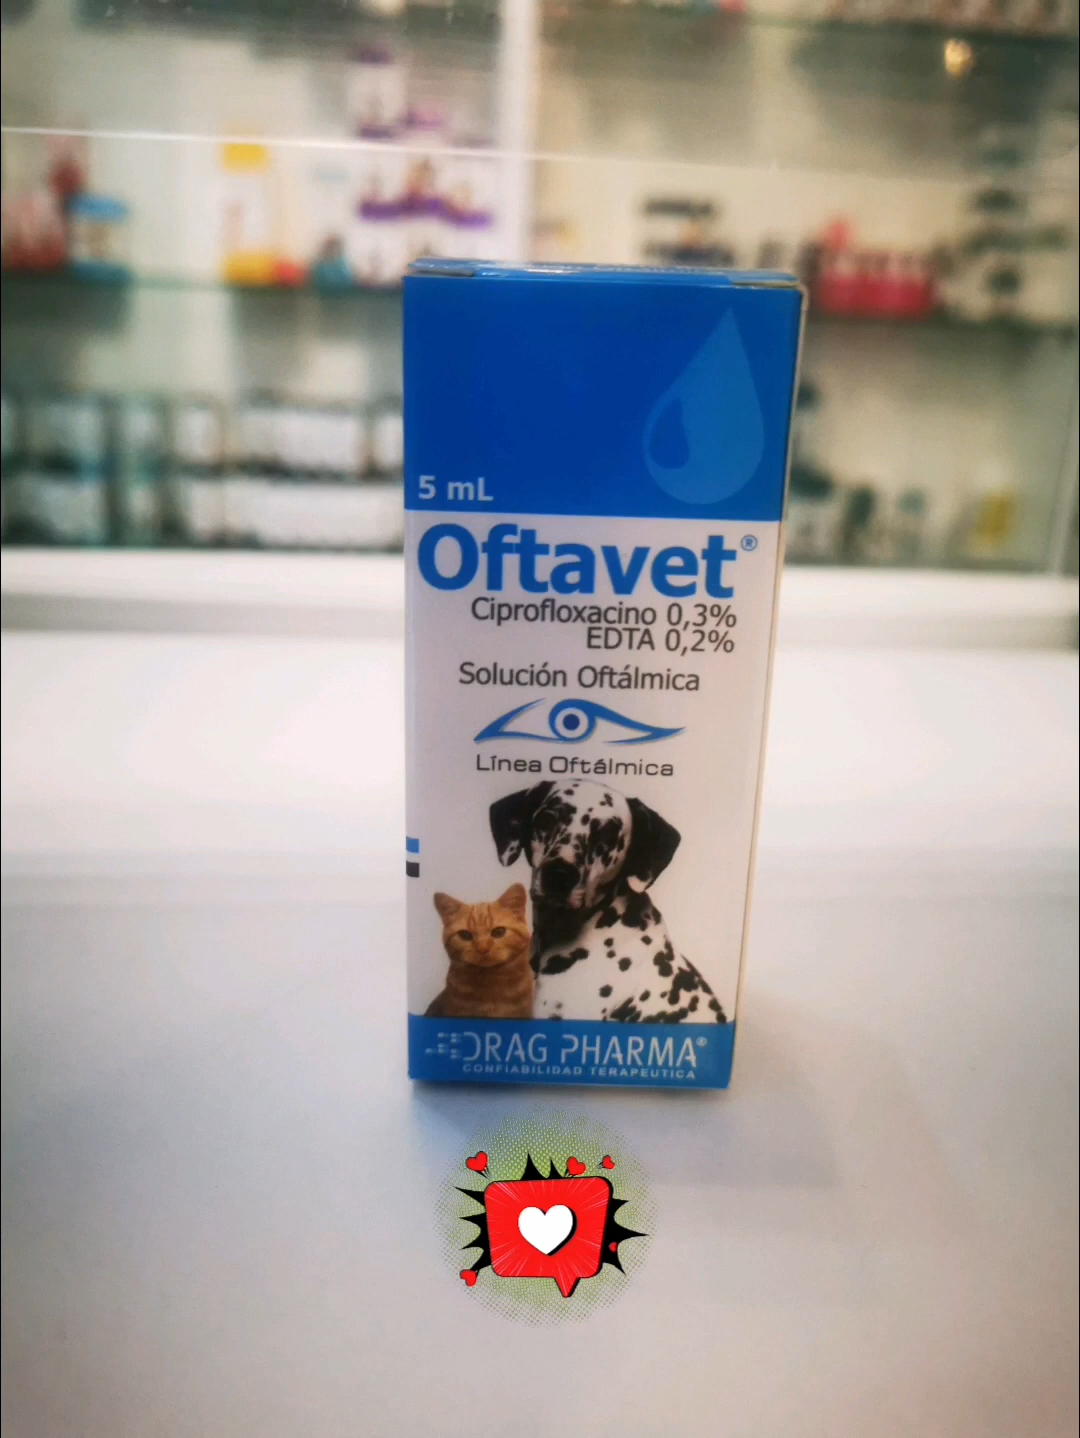 5 mL
Oftavet®
Ciprofloxacino 0,3%
EDTA 0,2%
Solución Oftálmica
Línea Oftálmica
DRAG PHARMA®
CONFIABILIDAD TERAPEUTICA